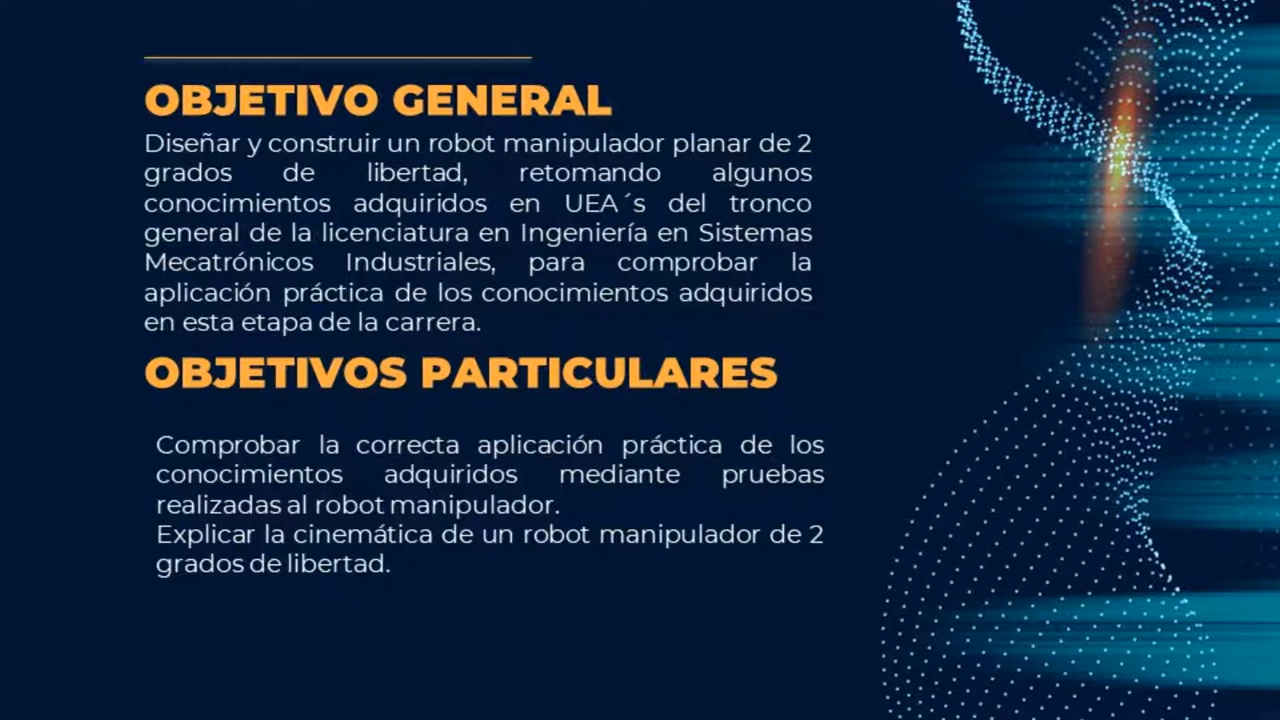 OBJETIVO GENERAL
Diseñar y construir un robot manipulador planar de 2
grados de libertad, retomando algunos
conocimientos adquiridos en UEA´s del tronco
general de la licenciatura en Ingeniería en Sistemas
Mecatrónicos Industriales, para comprobar la
aplicación práctica de los conocimientos adquiridos
en esta etapa de la carrera.
OBJETIVOS PARTICULARES
Comprobar la correcta aplicación práctica de los
conocimientos adquiridos mediante pruebas
realizadas al robot manipulador.
Explicar la cinemática de un robot manipulador de 2
grados de libertad.